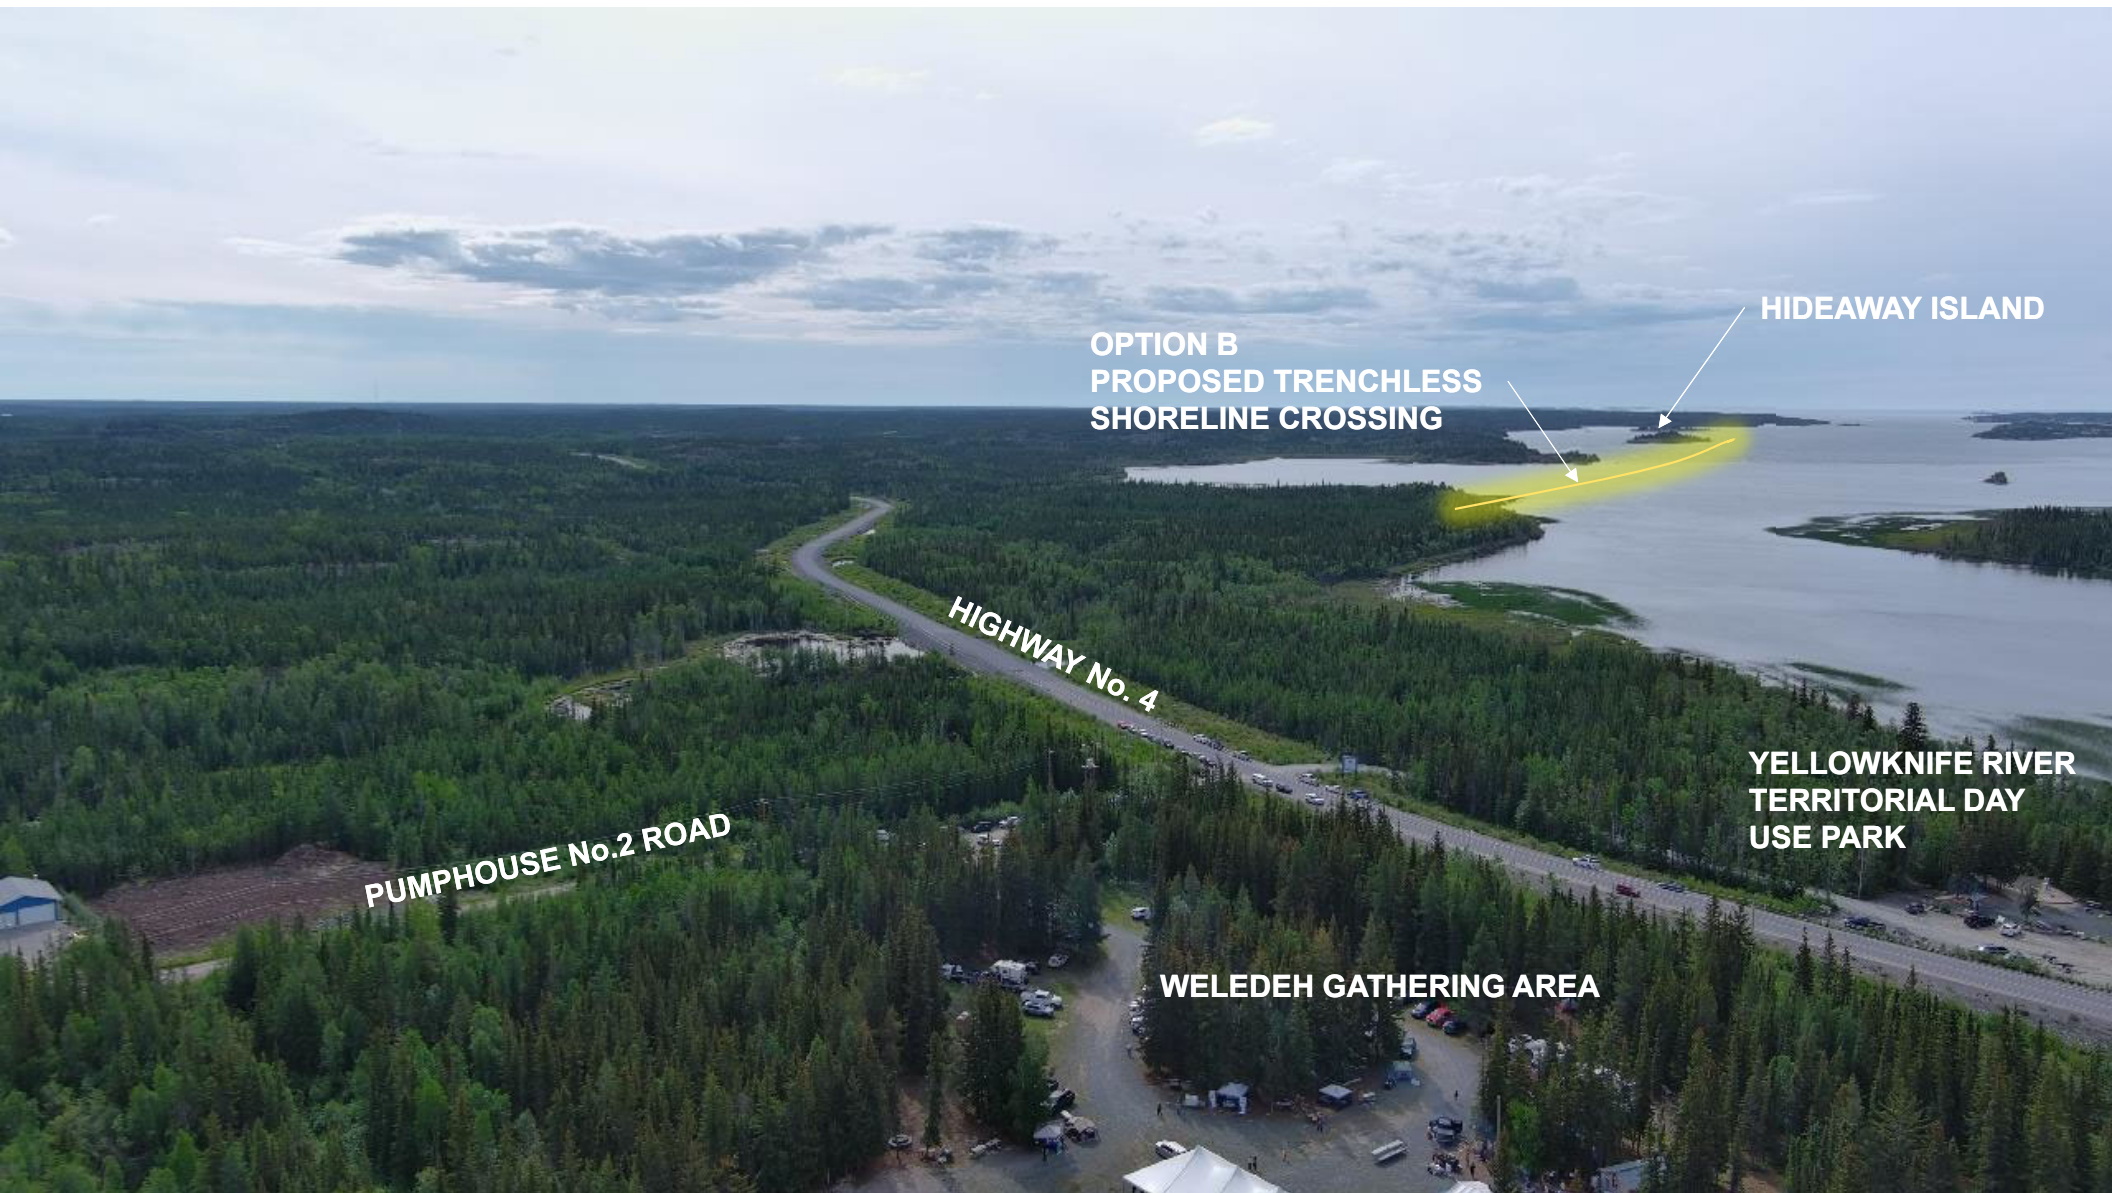 HIDEAWAY ISLAND
OPTION B
PROPOSED TRENCHLESS
SHORELINE CROSSING
HIGHWAY No. 4
YELLOWKNIFE RIVER
TERRITORIAL DAY
USE PARK
PUMPHOUSE No.2 ROAD
WELEDEH GATHERING AREA